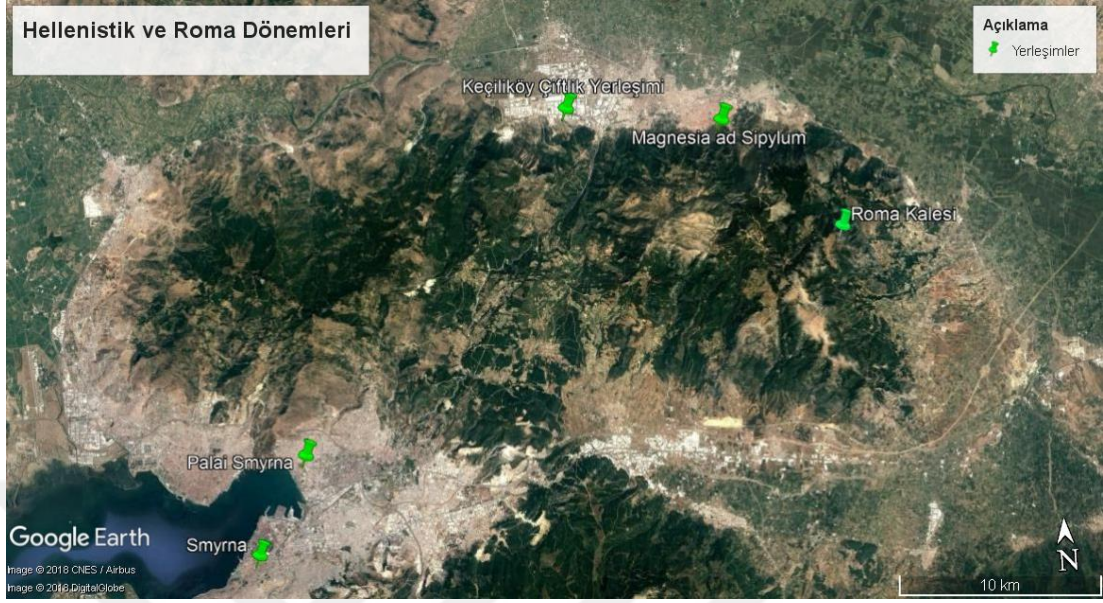 Hellenistik ve Roma Dönemleri
Açıklama
Yerleşimler
Keçiliköy Çiftlik Yerleşimi
Magnesia ad Sipylum
Roma Kalesi
Palai Smyrna
Smyrna
Google Earth
Image © 2018 CNES / Airbus
Image © 2018 DigitalGlobe
N
10 km